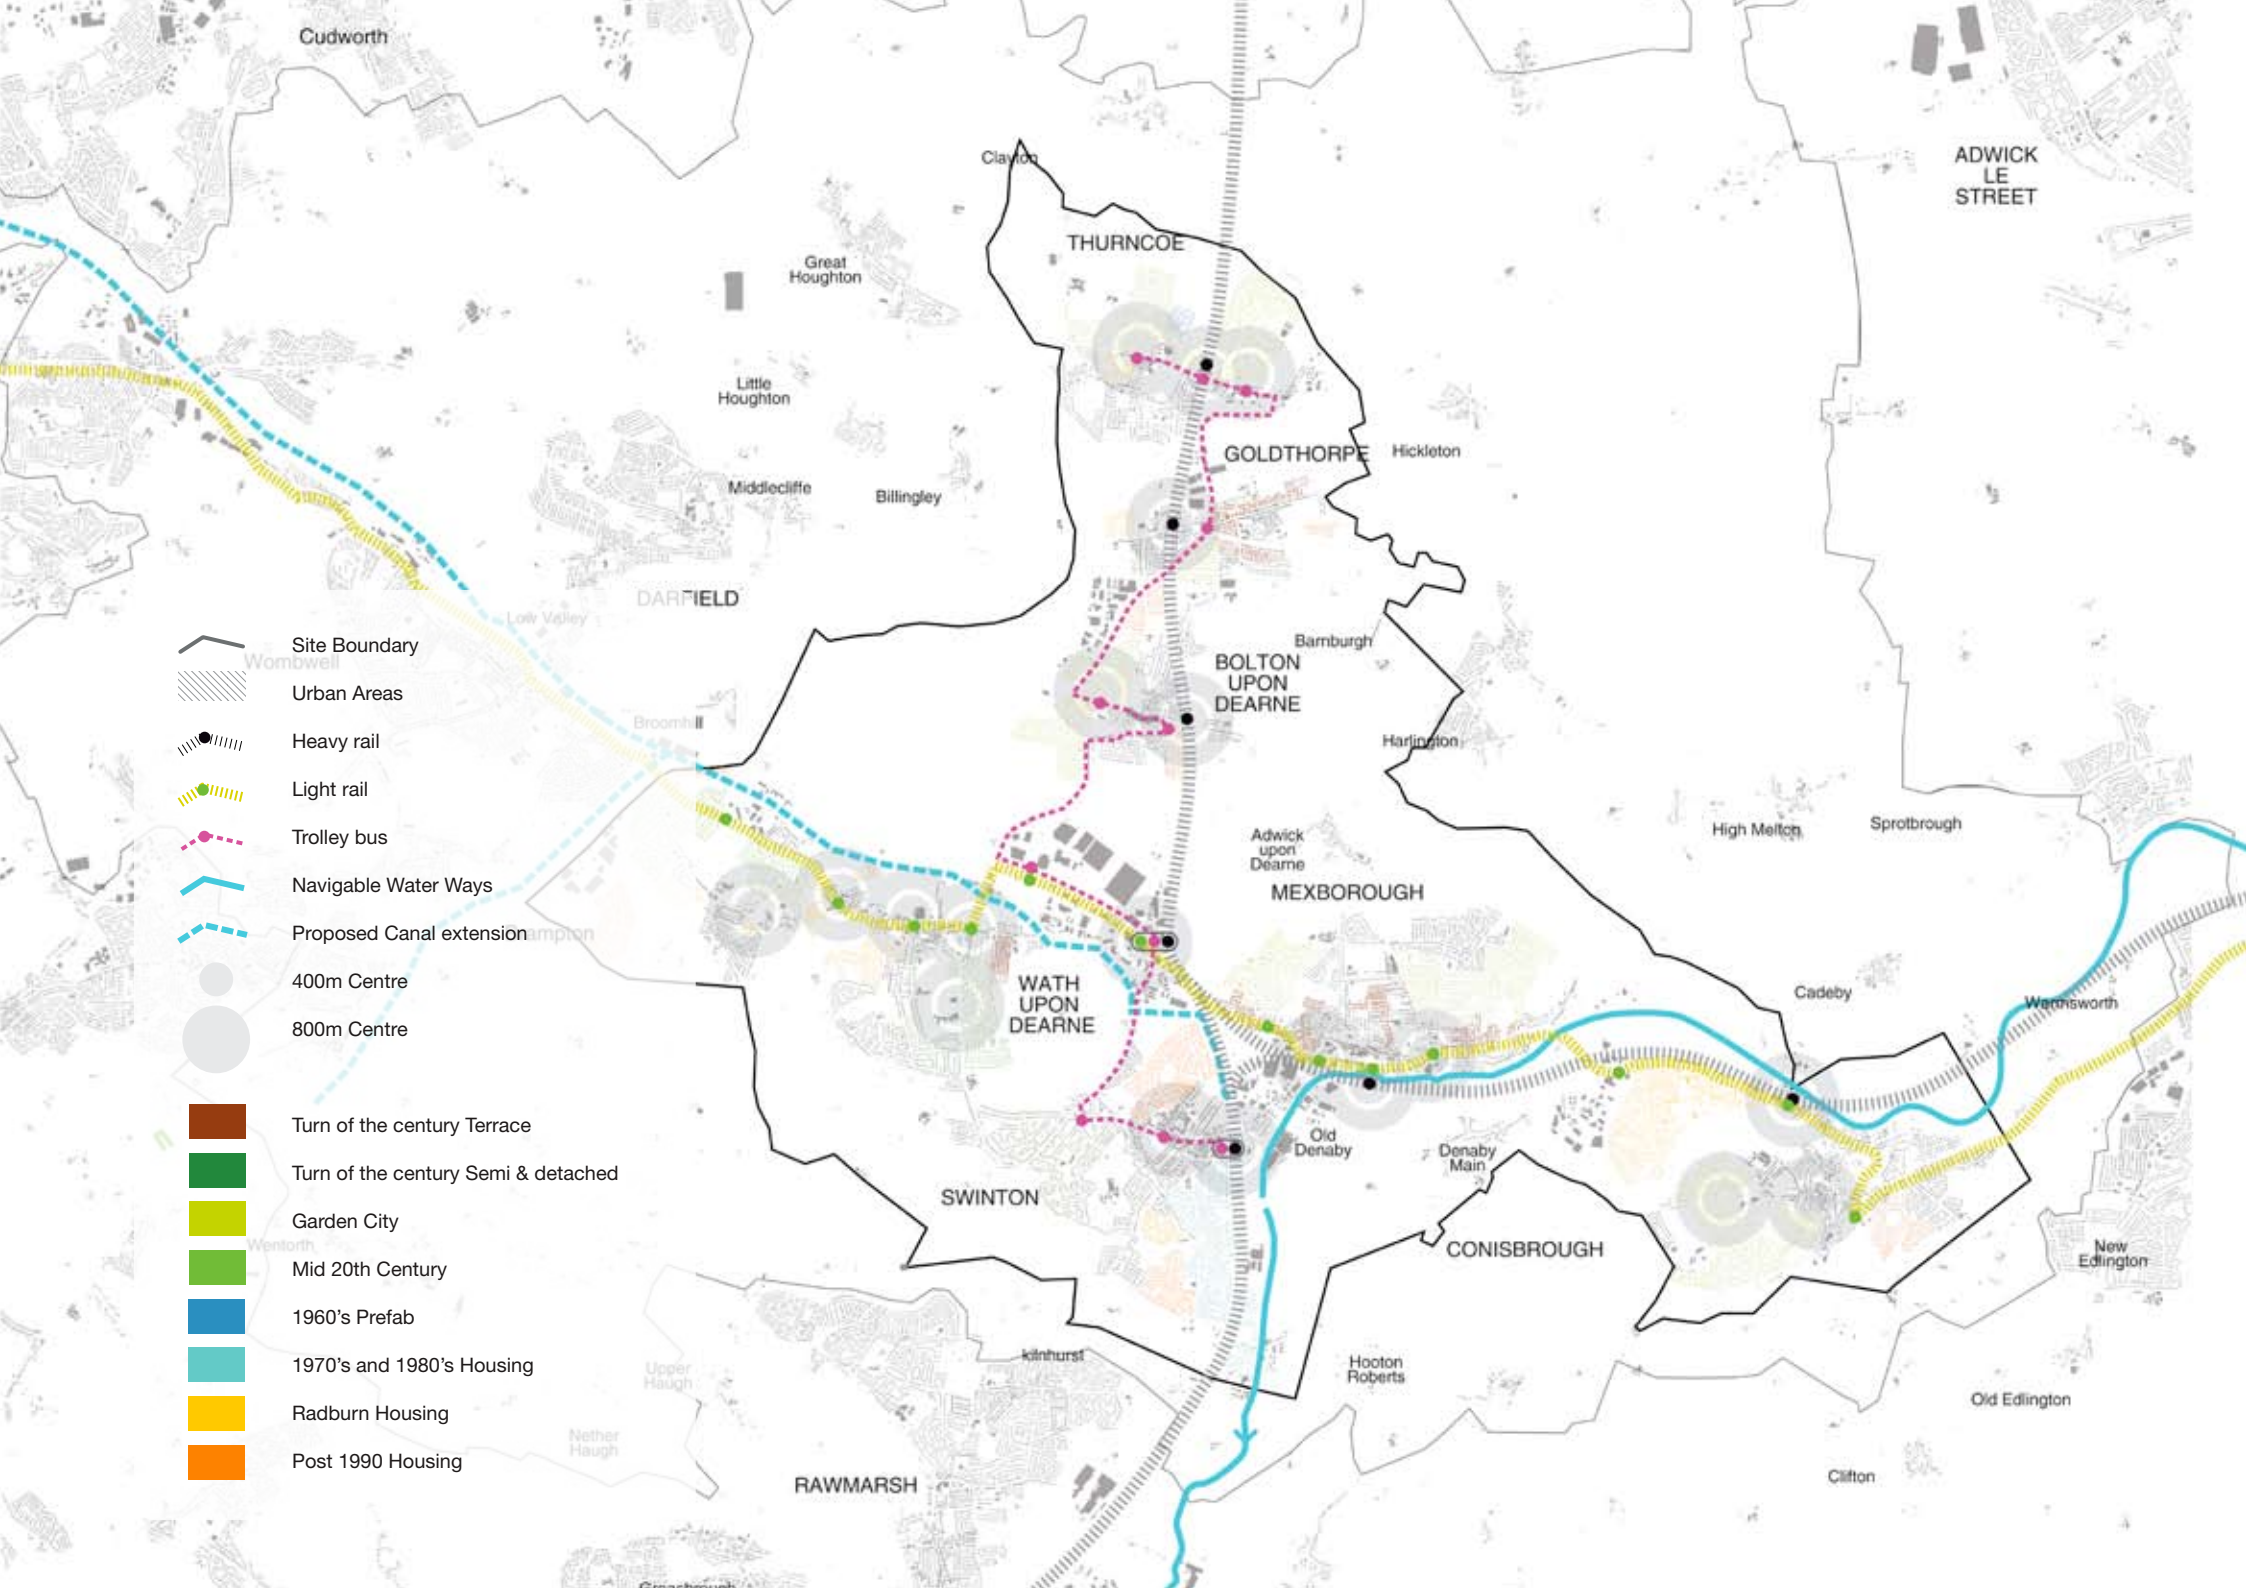 Cudworth
Clayton
ADWICK
LE
STREET
THURNCOE
Great
Houghton
Little
Houghton
GOLDTHORPE
Hickleton
Middlecliffe
Billingley
DARFIELD
Low Valley
Barnburgh
BOLTON
UPON
DEARNE
Wombwell
Broomhill
Harlington
Adwick
upon
Dearne
High Melton
Sprotbrough
MEXBOROUGH
Brampton
WATH
UPON
DEARNE
Cadeby
Warmsworth
Old
Denaby
Denaby
Main
SWINTON
CONISBROUGH
New
Edlington
Wentorth
kilnhurst
Upper
Haugh
Hooton
Roberts
Old Edlington
Nether
Haugh
RAWMARSH
Clifton
Greasbrough
Site Boundary
Urban Areas
Heavy rail
Light rail
Trolley bus
Navigable Water Ways
Proposed Canal extension
400m Centre
800m Centre
Turn of the century Terrace
Turn of the century Semi & detached
Garden City
Mid 20th Century
1960's Prefab
1970's and 1980's Housing
Radburn Housing
Post 1990 Housing